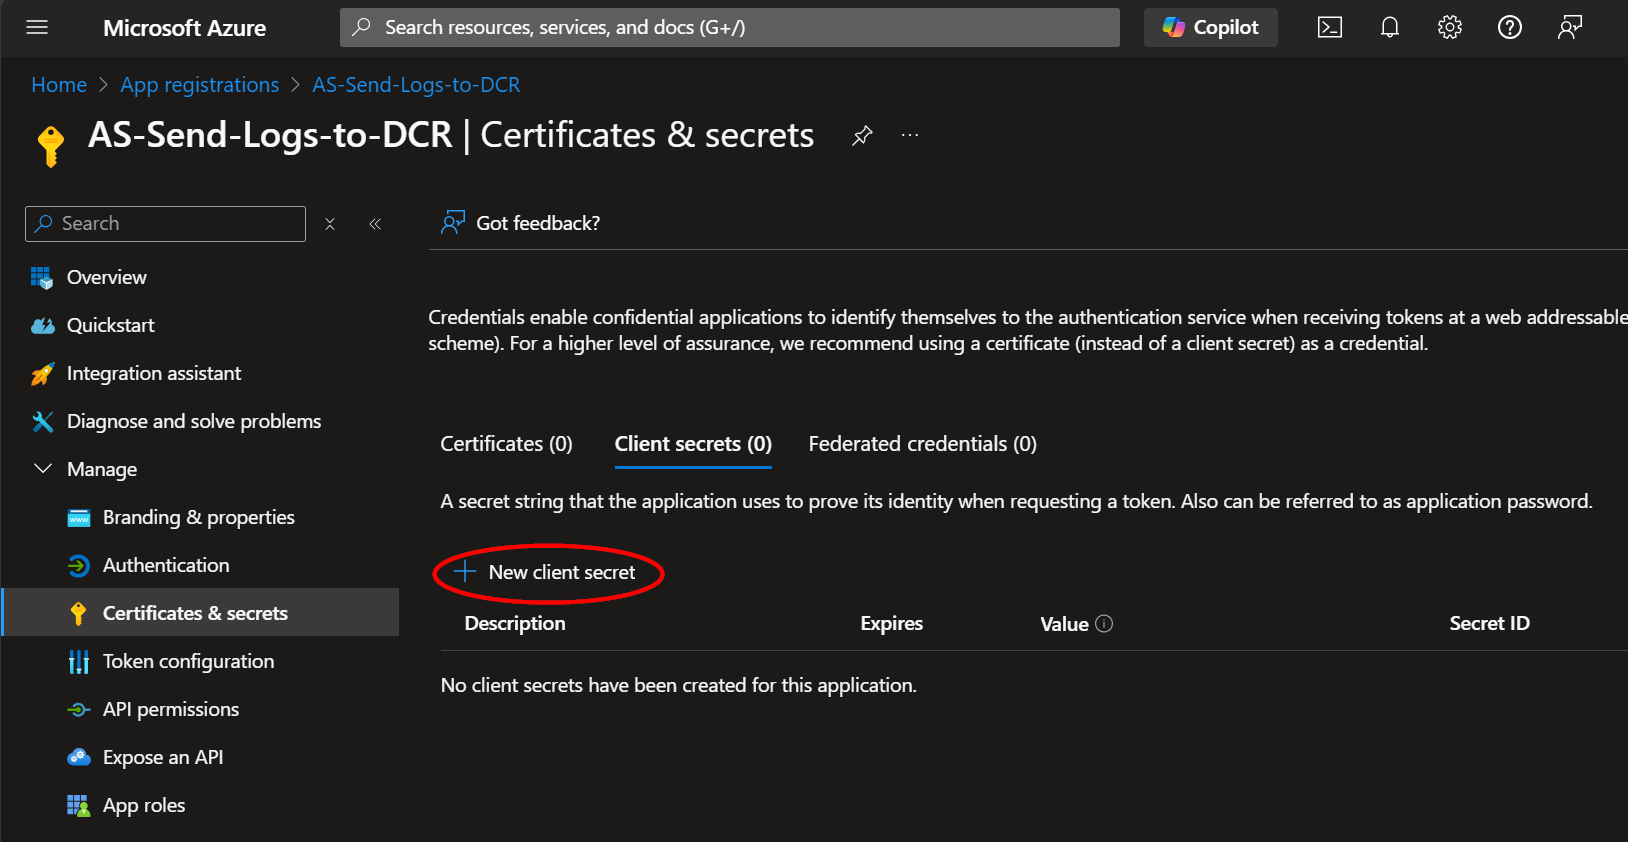 Microsoft Azure
Search resources, services, and docs (G+/)
Copilot
Home > App registrations > AS-Send-Logs-to-DCR
AS-Send-Logs-to-DCR | Certificates & secrets
...
Search
Got feedback?
Overview
Quickstart
Integration assistant
Diagnose and solve problems
Manage
Branding & properties
Authentication
Certificates & secrets
Token configuration
API permissions
Expose an API
App roles
Credentials enable confidential applications to identify themselves to the authentication service when receiving tokens at a web addressable
scheme). For a higher level of assurance, we recommend using a certificate (instead of a client secret) as a credential.
Certificates (0) Client secrets (0) Federated credentials (0)
A secret string that the application uses to prove its identity when requesting a token. Also can be referred to as application password.
New client secret
Description Expires Value Secret ID
No client secrets have been created for this application.